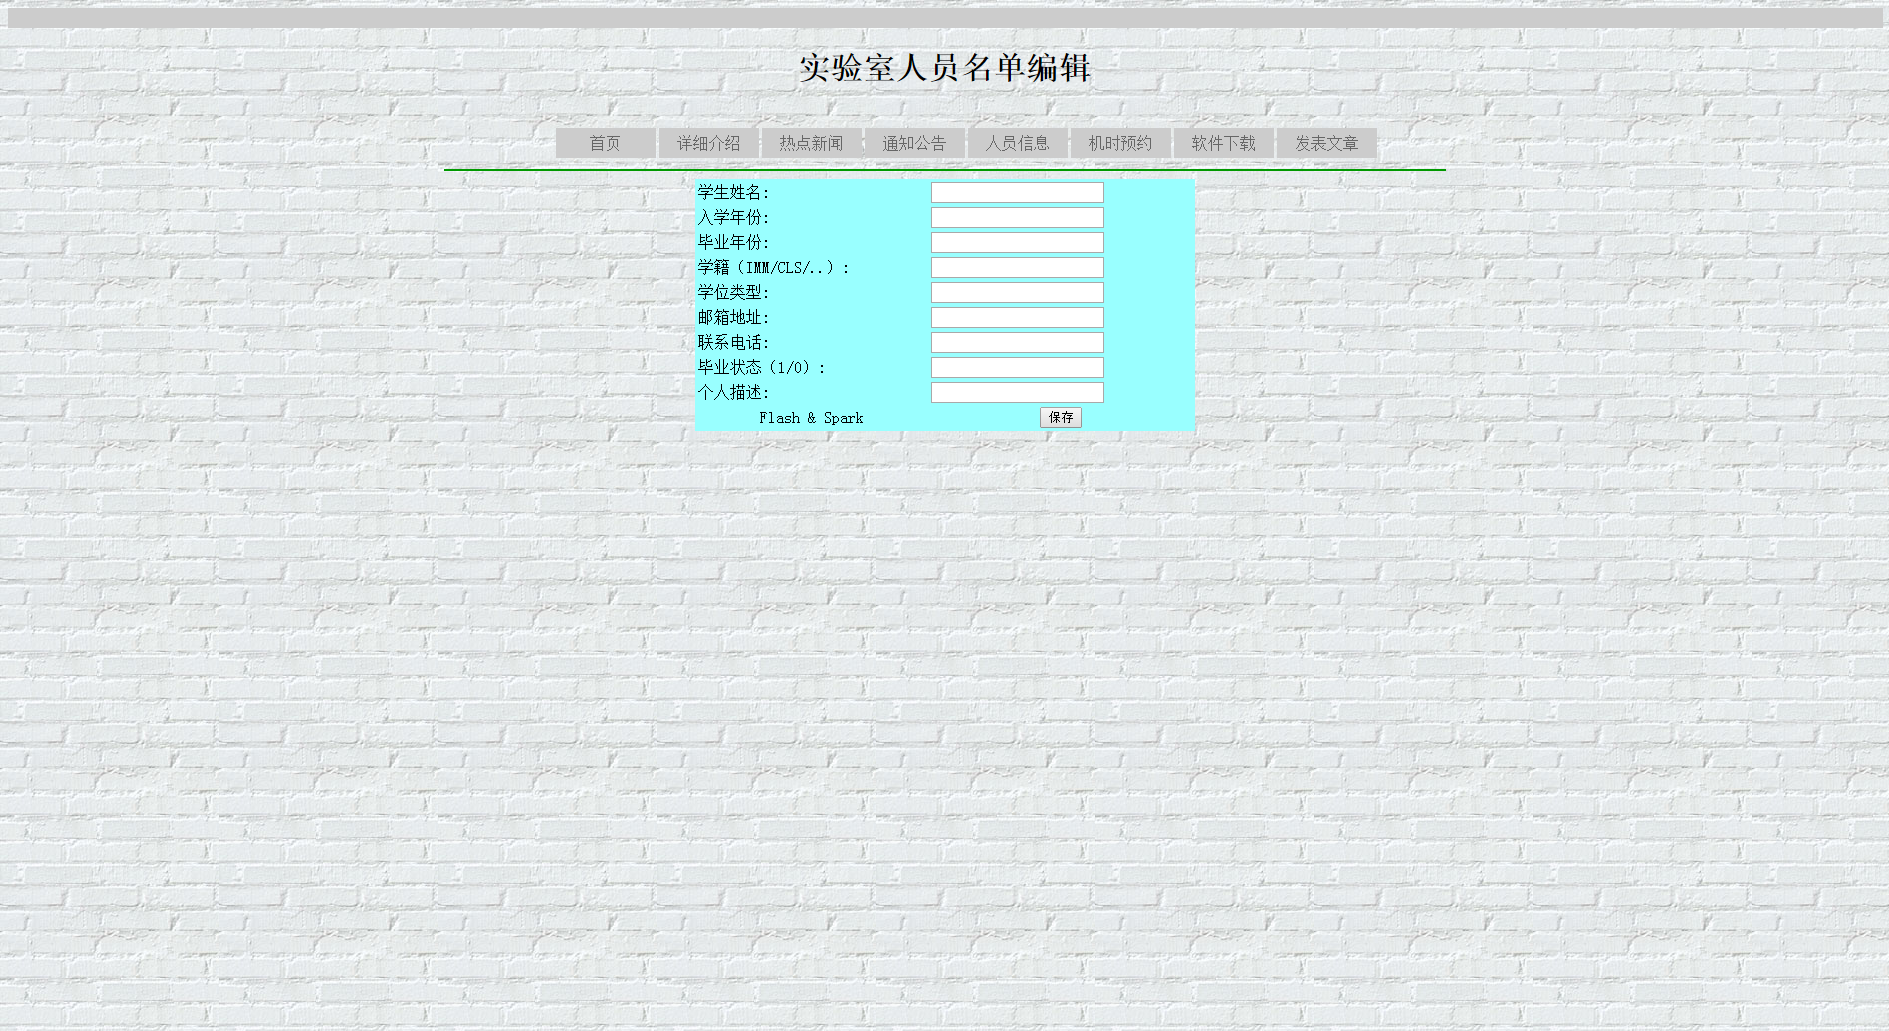 实验室人员名单编辑
首页 详细介绍 热点新闻 通知公告 人员信息 机时预约 软件下载 发表文章
学生姓名:
入学年份:
毕业年份:
学籍（IMM/CLS/..）:
学位类型:
邮箱地址:
联系电话:
毕业状态（1/0）:
个人描述:
Flash & Spark 保存